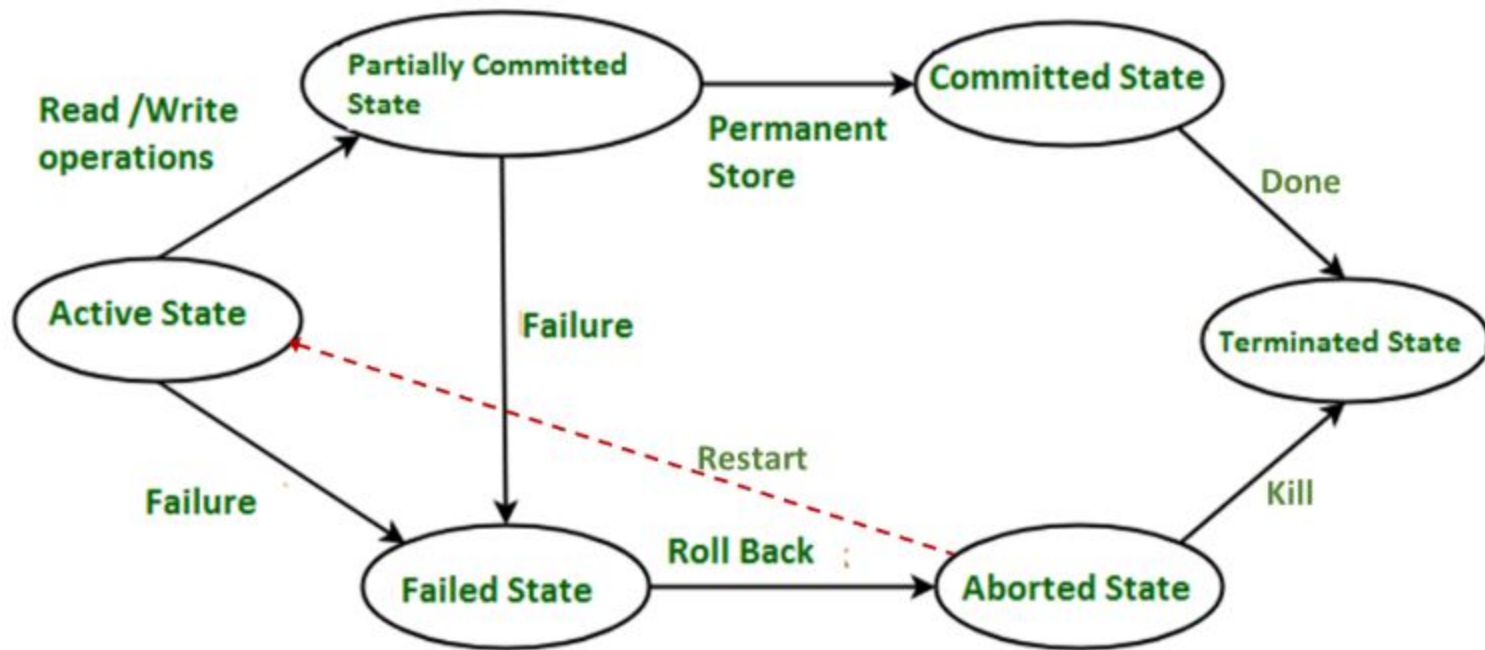 Partially Committed
State
Committed State
Read /Write
operations
Permanent
Store
Done
Active State
Failure
Terminated State
Restart
Failure
Kill
Roll Back
Failed State
Aborted State